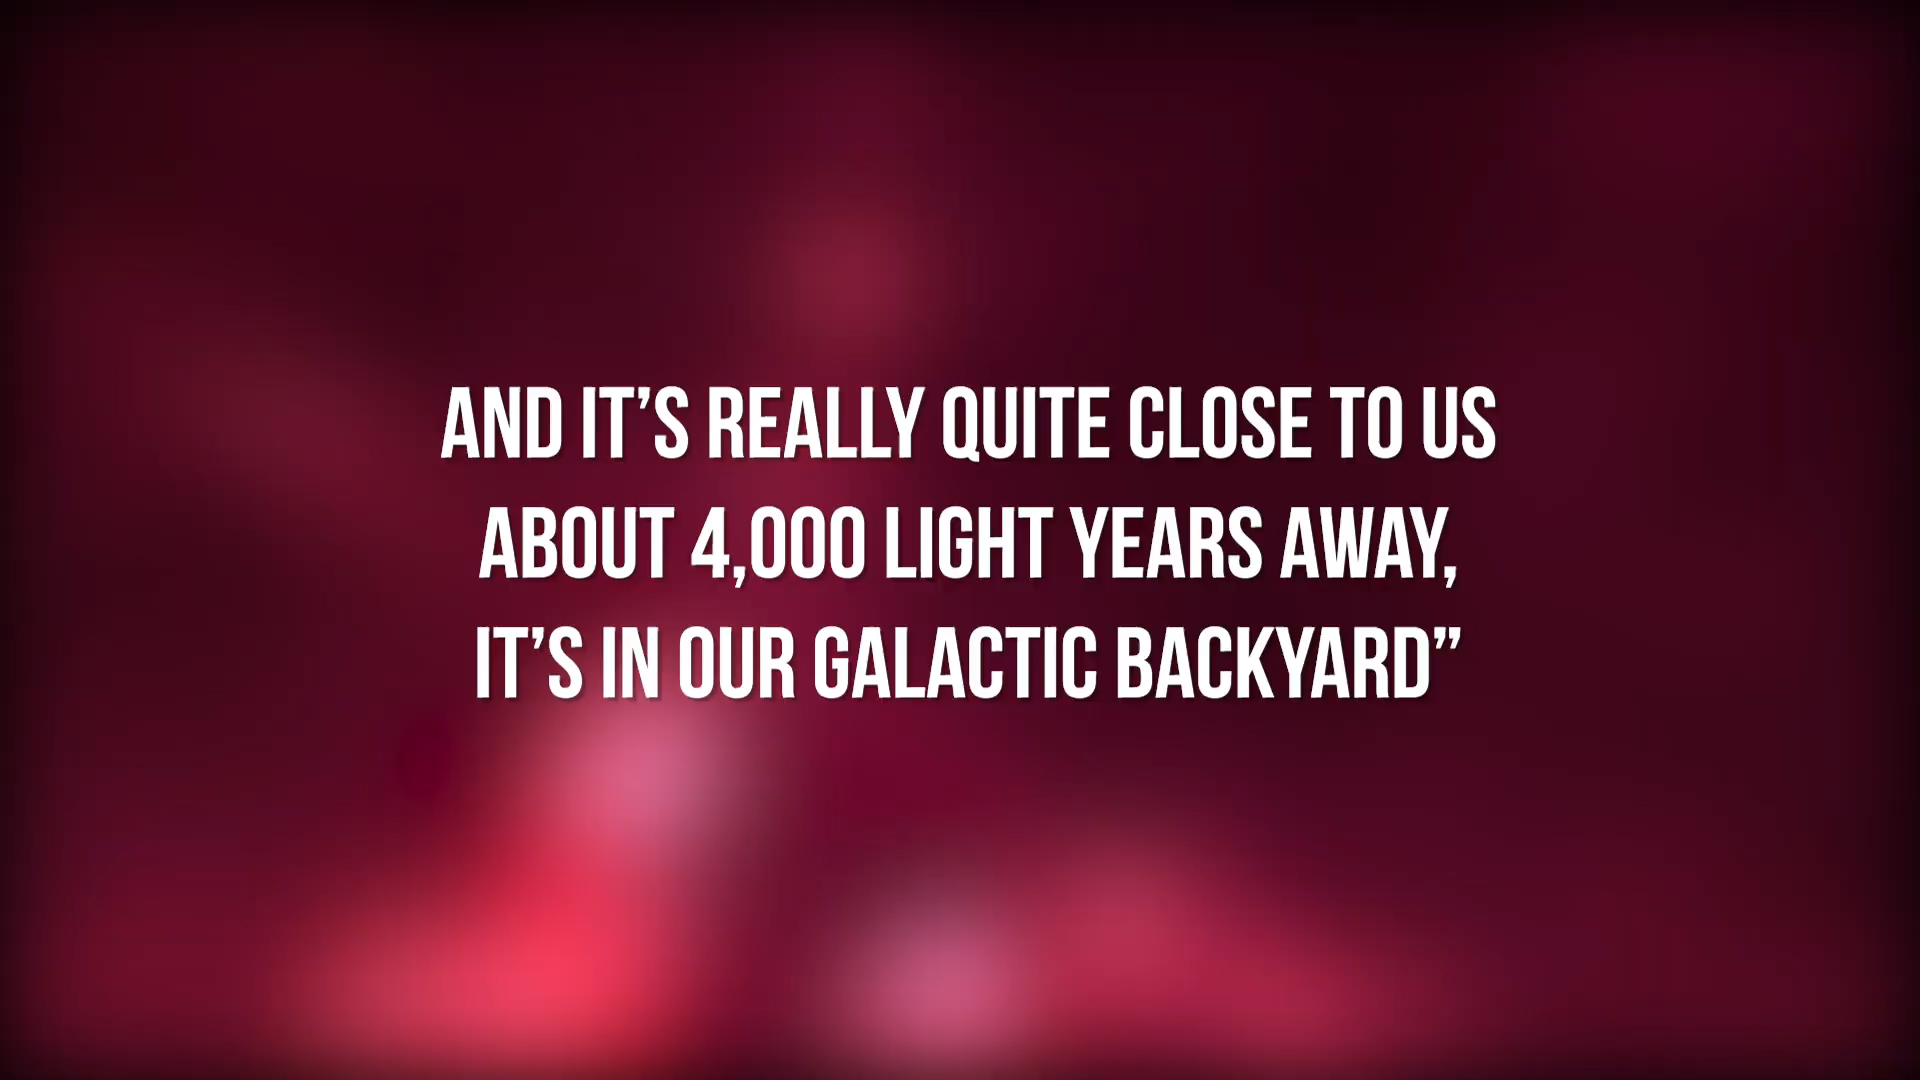 AND IT'S REALLY QUITE CLOSE TO US
ABOUT 4,000 LIGHT YEARS AWAY,
IT'S IN OUR GALACTIC BACKYARD”